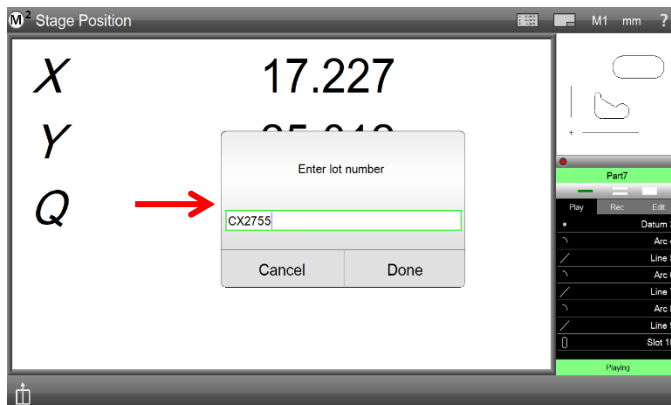 M² Stage Position
M1 mm ?
X 17.227
Y
Q
Enter lot number
CX2755
Cancel Done
Part7
Play Rec Edit
Datum
Arc
Line
Arc
Line
Arc
Line
Slot
Playing